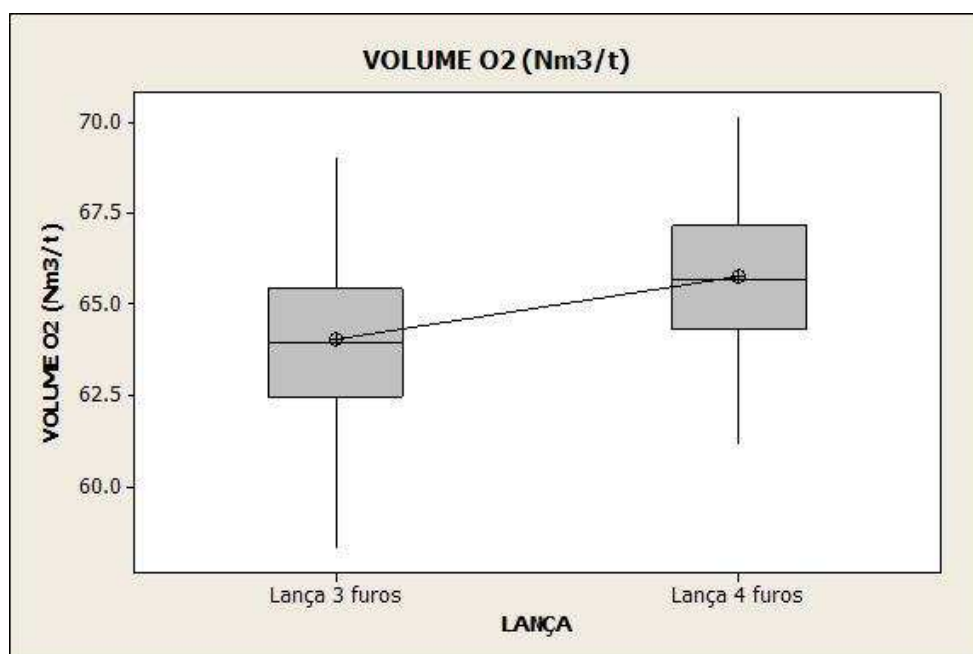 VOLUME O2 (Nm3/t)
VOLUME O2 (Nm3/t)
70.0
67.5
65.0
62.5
60.0
Lança 3 furos
Lança 4 furos
LANÇA